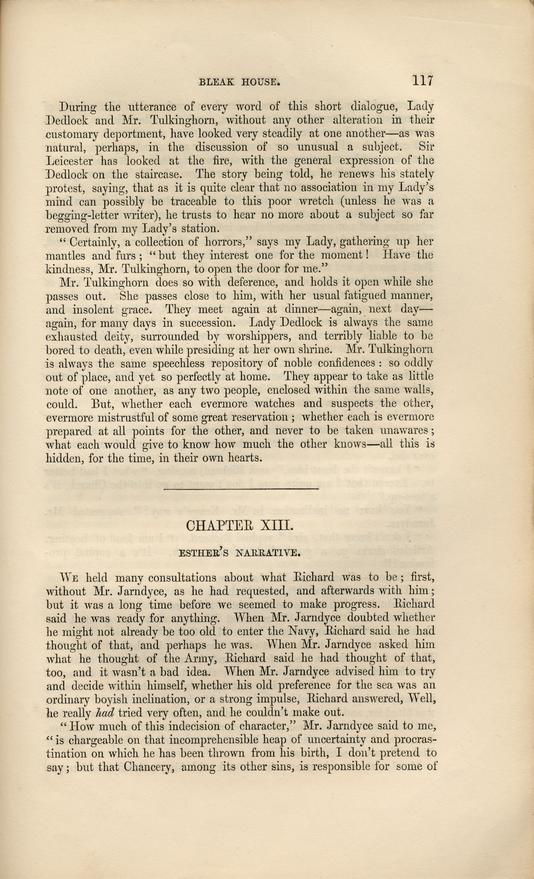 BLEAK HOUSE. 117
During the utterance of every word of this short dialogue, Lady
Dedlock and Mr. Tulkinghorn, without any other alteration in their
customary deportment, have looked very steadily at one another—as was
natural, perhaps, in the discussion of so unusual a subject. Sir
Leicester has looked at the fire, with the general expression of the
Dedlock on the staircase. The story being told, he renews his stately
protest, saying, that as it is quite clear that no association in my Lady's
mind can possibly be traceable to this poor wretch (unless he was a
begging-letter writer), he trusts to hear no more about a subject so far
removed from my Lady's station.
“Certainly, a collection of horrors,” says my Lady, gathering up her
mantles and furs; “but they interest one for the moment! Have the
kindness, Mr. Tulkinghorn, to open the door for me.”
Mr. Tulkinghorn does so with deference, and holds it open while she
passes out. She passes close to him, with her usual fatigued manner,
and insolent grace. They meet again at dinner—again, next day—
again, for many days in succession. Lady Dedlock is always the same
exhausted deity, surrounded by worshippers, and terribly liable to be
bored to death, even while presiding at her own shrine. Mr. Tulkinghorn
is always the same speechless repository of noble confidences: so oddly
out of place, and yet so perfectly at home. They appear to take as little
note of one another, as any two people, enclosed within the same walls,
could. But, whether each evermore watches and suspects the other,
evermore mistrustful of some great reservation; whether each is evermore
prepared at all points for the other, and never to be taken unawares;
what each would give to know how much the other knows—all this is
hidden, for the time, in their own hearts.
CHAPTER XIII.
ESTHER'S NARRATIVE.
WE held many consultations about what Richard was to be; first,
without Mr. Jarndyce, as he had requested, and afterwards with him;
but it was a long time before we seemed to make progress. Richard
said he was ready for anything. When Mr. Jarndyce doubted whether
he might not already be too old to enter the Navy, Richard said he had
thought of that, and perhaps he was. When Mr. Jarndyce asked him
what he thought of the Army, Richard said he had thought of that,
too, and it wasn't a bad idea. When Mr. Jarndyce advised him to try
and decide within himself, whether his old preference for the sea was an
ordinary boyish inclination, or a strong impulse, Richard answered, Well,
he really had tried very often, and he couldn't make out.
“How much of this indecision of character,” Mr. Jarndyce said to me,
“is chargeable on that incomprehensible heap of uncertainty and procras-
tination on which he has been thrown from his birth, I don't pretend to
say; but that Chancery, among its other sins, is responsible for some of